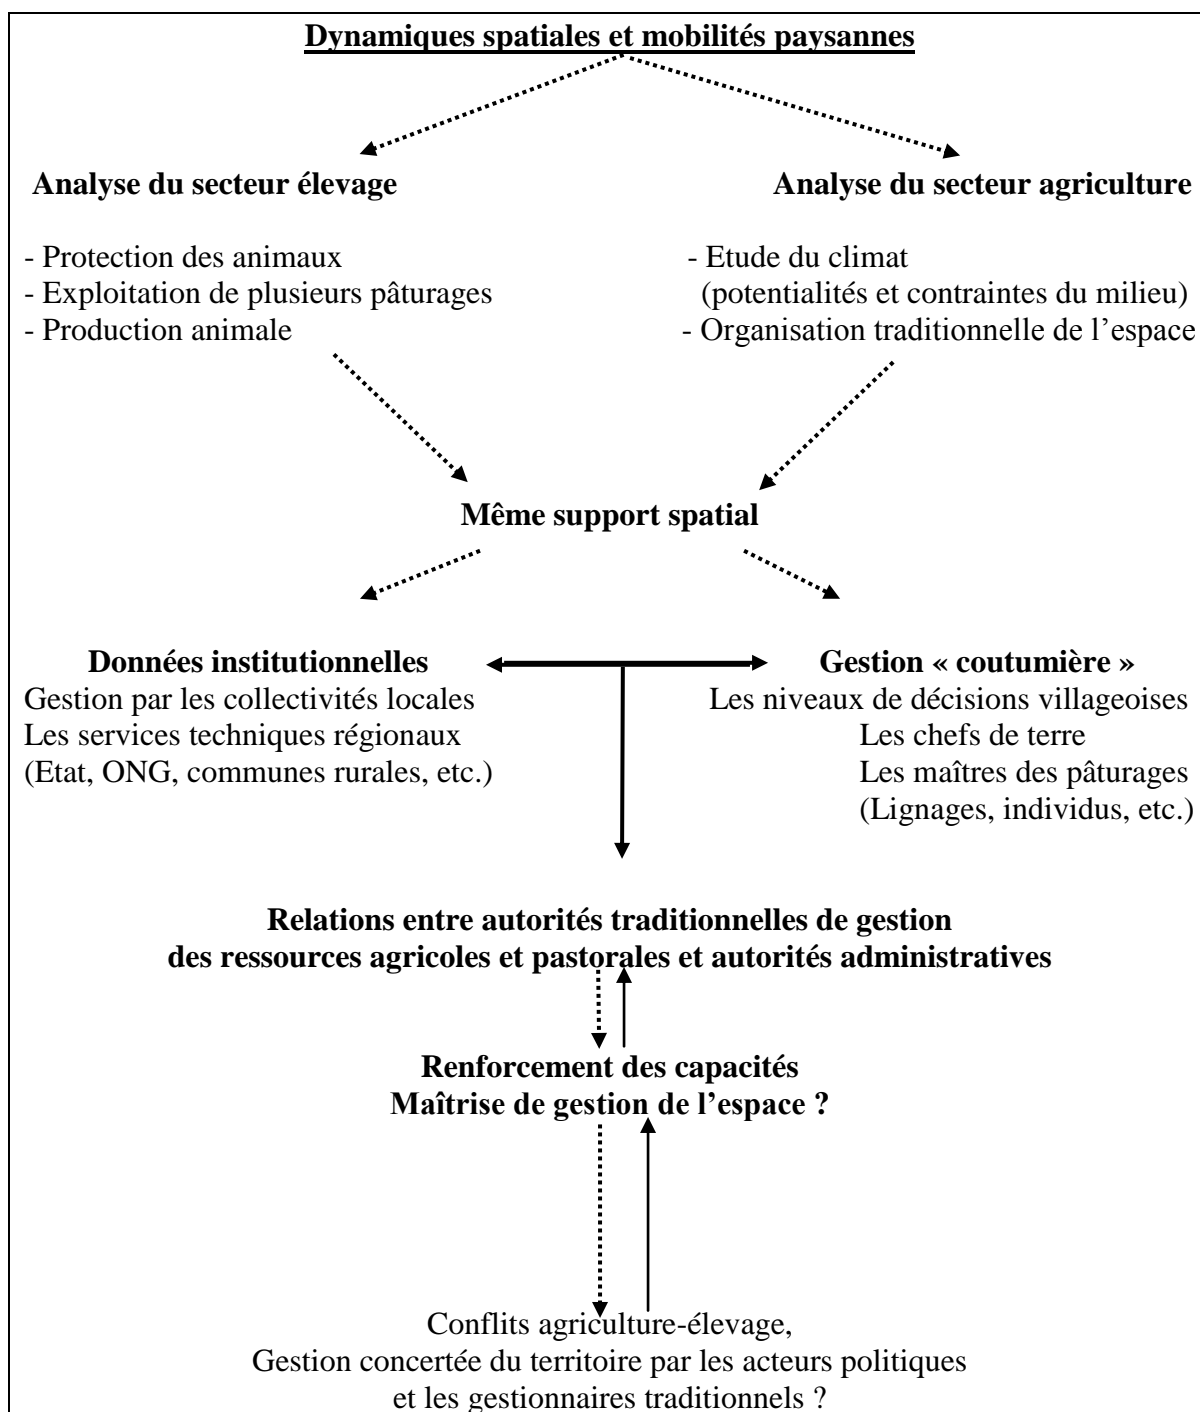 Dynamiques spatiales et mobilités paysannes
Analyse du secteur élevage
- Protection des animaux
- Exploitation de plusieurs pâturages
- Production animale
Analyse du secteur agriculture
- Etude du climat
(potentialités et contraintes du milieu)
- Organisation traditionnelle de l’espace
Même support spatial
Données institutionnelles
Gestion par les collectivités locales
Les services techniques régionaux
(Etat, ONG, communes rurales, etc.)
Gestion « coutumière »
Les niveaux de décisions villageoises
Les chefs de terre
Les maîtres des pâturages
(Lignages, individus, etc.)
Relations entre autorités traditionnelles de gestion
des ressources agricoles et pastorales et autorités administratives
Renforcement des capacités
Maîtrise de gestion de l’espace ?
Conflits agriculture-élevage,
Gestion concertée du territoire par les acteurs politiques
et les gestionnaires traditionnels ?